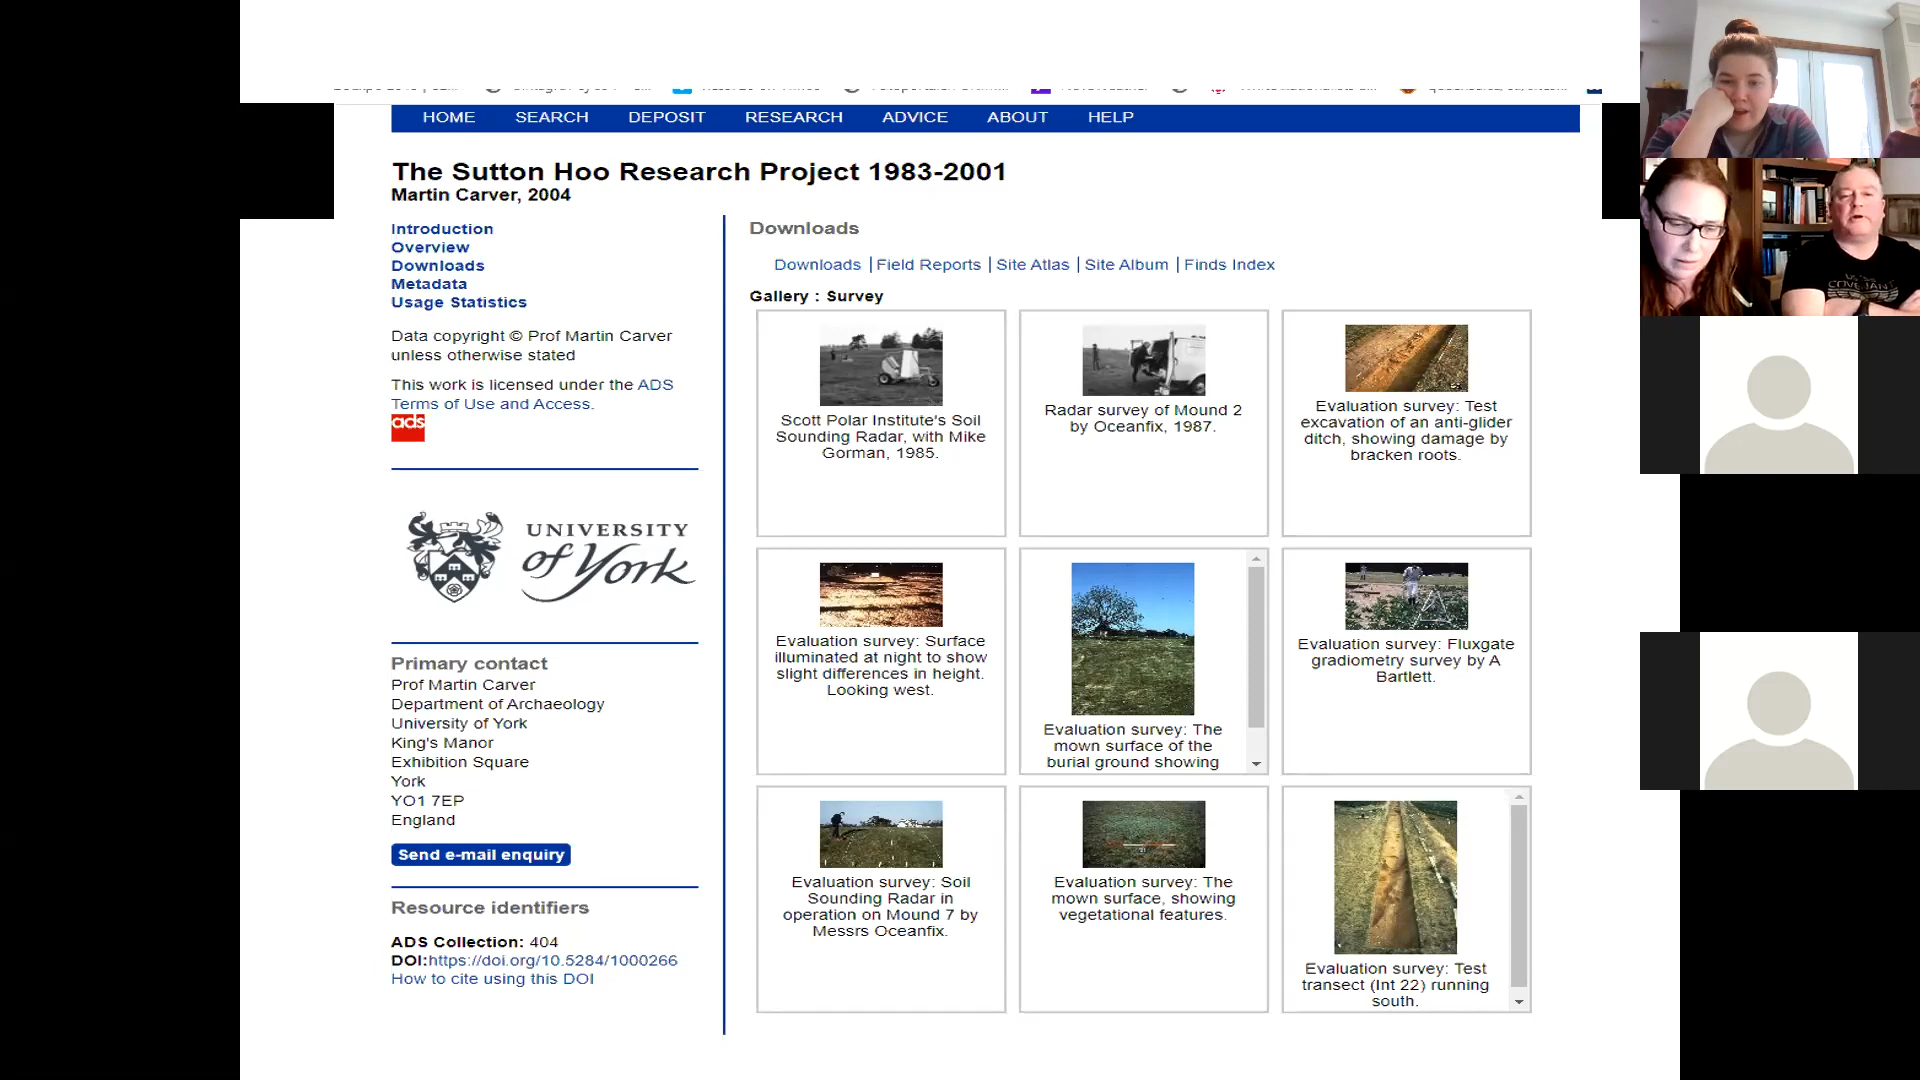 HOME SEARCH DEPOSIT RESEARCH ADVICE ABOUT HELP
The Sutton Hoo Research Project 1983-2001
Martin Carver, 2004
Introduction
Overview
Downloads
Metadata
Usage Statistics
Data copyright © Prof Martin Carver
unless otherwise stated
This work is licensed under the ADS
Terms of Use and Access.
ads
UNIVERSITY
of York
Primary contact
Prof Martin Carver
Department of Archaeology
University of York
King's Manor
Exhibition Square
York
YO1 7EP
England
Send e-mail enquiry
Resource identifiers
ADS Collection: 404
DOI:https://doi.org/10.5284/1000266
How to cite using this DOI
Downloads
Downloads | Field Reports | Site Atlas | Site Album | Finds Index
Gallery : Survey
Scott Polar Institute's Soil
Sounding Radar, with Mike
Gorman, 1985.
Radar survey of Mound 2
by Oceanfix, 1987.
Evaluation survey: Test
excavation of an anti-glider
ditch, showing damage by
bracken roots.
Evaluation survey: Surface
illuminated at night to show
slight differences in height.
Looking west.
Evaluation survey: The
mown surface of the
burial ground showing
Evaluation survey: Fluxgate
gradiometry survey by A
Bartlett.
Evaluation survey: Soil
Sounding Radar in
operation on Mound 7 by
Messrs Oceanfix.
Evaluation survey: The
mown surface, showing
vegetational features.
Evaluation survey: Test
transect (Int 22) running
south.
COVENANT